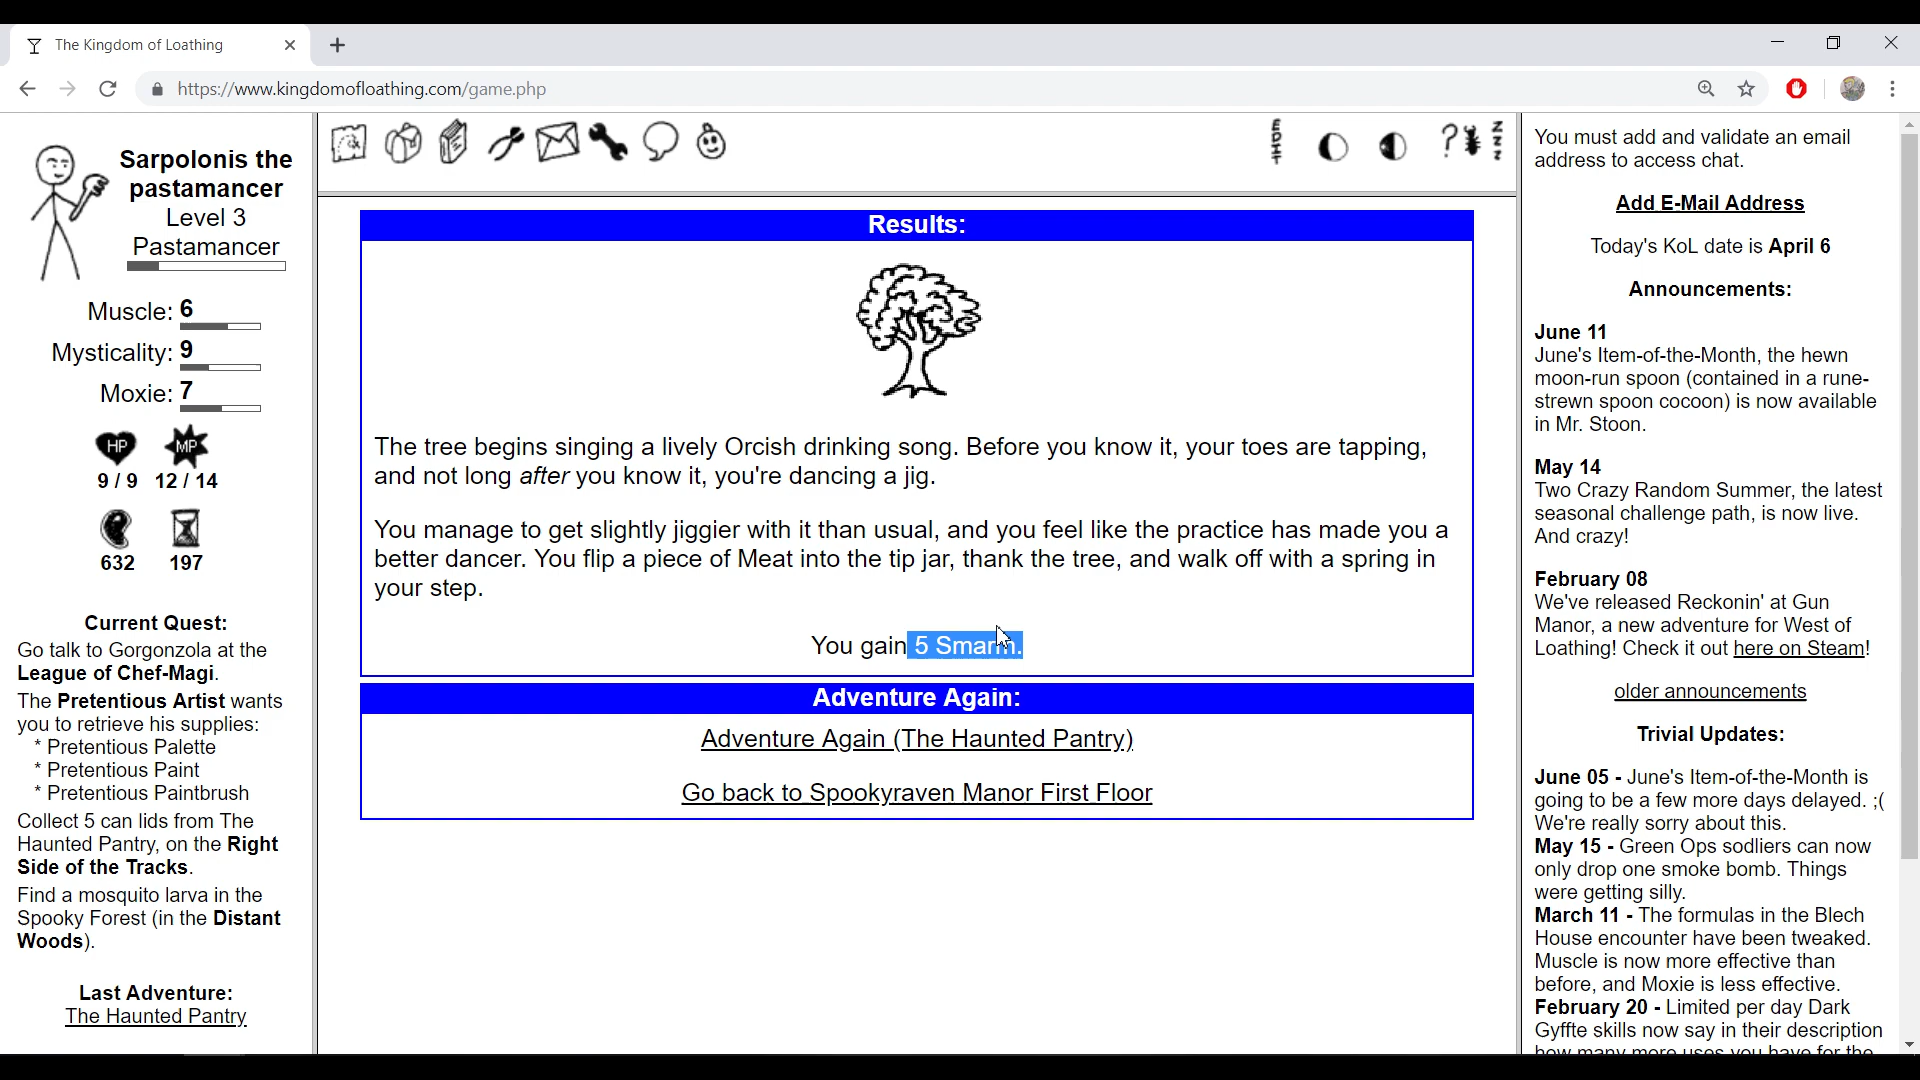 The Kingdom of Loathing
https://www.kingdomofloathing.com/game.php
Sarpolonis the
pastamancer
Level 3
Pastamancer
Muscle: 6
Mysticality: 9
Moxie: 7
HP MP
9 / 9 12 / 14
632 197
Current Quest:
Go talk to Gorgonzola at the
League of Chef-Magi.
The Pretentious Artist wants
you to retrieve his supplies:
* Pretentious Palette
* Pretentious Paint
* Pretentious Paintbrush
Collect 5 can lids from The
Haunted Pantry, on the Right
Side of the Tracks.
Find a mosquito larva in the
Spooky Forest (in the Distant
Woods).
Last Adventure:
The Haunted Pantry
EDIT
?
ZZZ
Results:
The tree begins singing a lively Orcish drinking song. Before you know it, your toes are tapping,
and not long after you know it, you're dancing a jig.
You manage to get slightly jiggier with it than usual, and you feel like the practice has made you a
better dancer. You flip a piece of Meat into the tip jar, thank the tree, and walk off with a spring in
your step.
You gain 5 Smarm.
Adventure Again:
Adventure Again (The Haunted Pantry)
Go back to Spookyraven Manor First Floor
You must add and validate an email
address to access chat.
Add E-Mail Address
Today's KoL date is April 6
Announcements:
June 11
June's Item-of-the-Month, the hewn
moon-run spoon (contained in a rune-
strewn spoon cocoon) is now available
in Mr. Stoon.
May 14
Two Crazy Random Summer, the latest
seasonal challenge path, is now live.
And crazy!
February 08
We've released Reckonin' at Gun
Manor, a new adventure for West of
Loathing! Check it out here on Steam!
older announcements
Trivial Updates:
June 05 - June's Item-of-the-Month is
going to be a few more days delayed. ;(
We're really sorry about this.
May 15 - Green Ops sodliers can now
only drop one smoke bomb. Things
were getting silly.
March 11 - The formulas in the Blech
House encounter have been tweaked.
Muscle is now more effective than
before, and Moxie is less effective.
February 20 - Limited per day Dark
Gyffte skills now say in their description
how many more uses you have for the